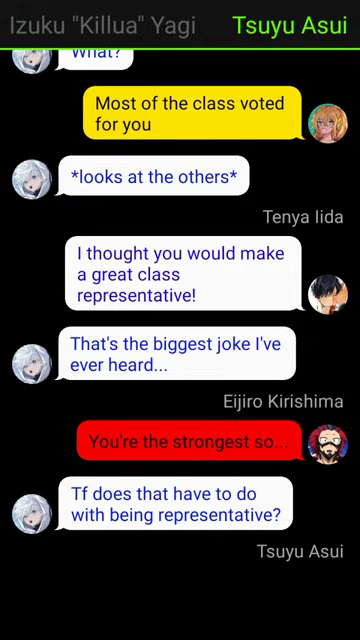 Izuku "Killua" Yagi
Tsuyu Asui
What?
Most of the class voted
for you
*looks at the others*
Tenya Iida
I thought you would make
a great class
representative!
That's the biggest joke I've
ever heard...
Eijiro Kirishima
You're the strongest so...
Tf does that have to do
with being representative?
Tsuyu Asui